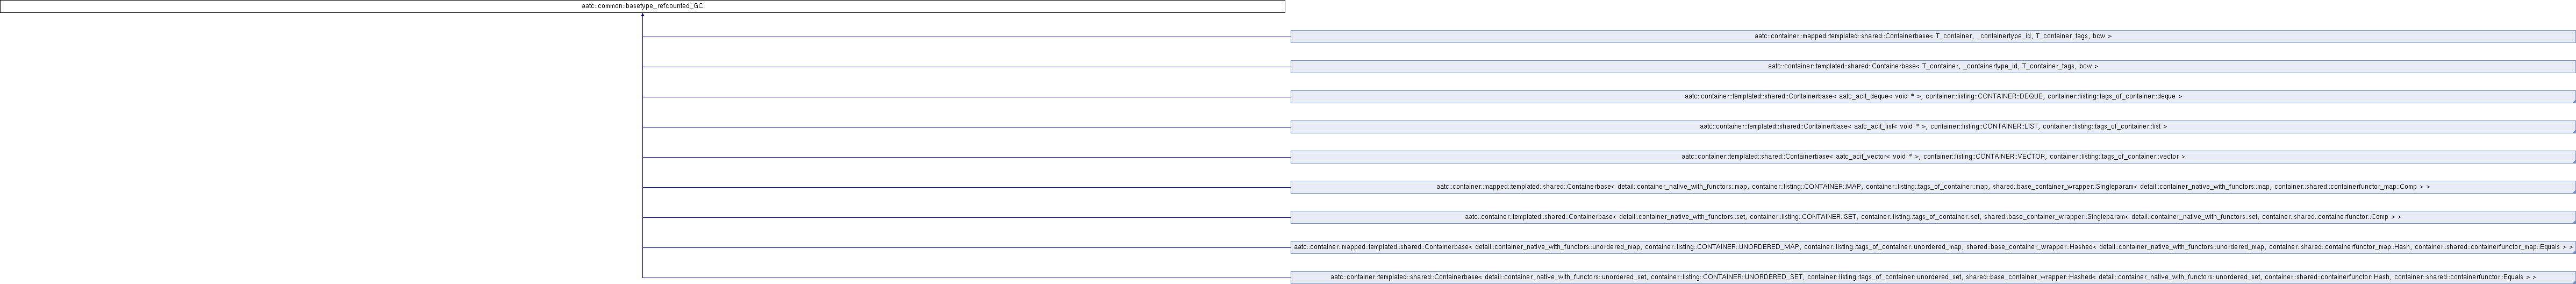 aatc::common::basetype_refcounted_GC
aatc::container::mapped::templated::shared::Containerbase< T_container, _containertype_id, T_container_tags, bcw >
aatc::container::templated::shared::Containerbase< T_container, _containertype_id, T_container_tags, bcw >
aatc::container::templated::shared::Containerbase< aatc_acit_deque< void * >, container::listing::CONTAINER::DEQUE, container::listing::tags_of_container::deque >
aatc::container::templated::shared::Containerbase< aatc_acit_list< void * >, container::listing::CONTAINER::LIST, container::listing::tags_of_container::list >
aatc::container::templated::shared::Containerbase< aatc_acit_vector< void * >, container::listing::CONTAINER::VECTOR, container::listing::tags_of_container::vector >
aatc::container::mapped::templated::shared::Containerbase< detail::container_native_with_functors::map, container::listing::CONTAINER::MAP, container::listing::tags_of_container::map, shared::base_container_wrapper::Singleparam< detail::container_native_with_functors::map, container::shared::containerfunctor_map::Comp > >
aatc::container::templated::shared::Containerbase< detail::container_native_with_functors::set, container::listing::CONTAINER::SET, container::listing::tags_of_container::set, shared::base_container_wrapper::Singleparam< detail::container_native_with_functors::set, container::shared::containerfunctor::Comp > >
aatc::container::mapped::templated::shared::Containerbase< detail::container_native_with_functors::unordered_map, container::listing::CONTAINER::UNORDERED_MAP, container::listing::tags_of_container::unordered_map, shared::base_container_wrapper::Hashed< detail::container_native_with_functors::unordered_map, container::shared::containerfunctor_map::Hash, container::shared::containerfunctor_map::Equals > >
aatc::container::templated::shared::Containerbase< detail::container_native_with_functors::unordered_set, container::listing::CONTAINER::UNORDERED_SET, container::listing::tags_of_container::unordered_set, shared::base_container_wrapper::Hashed< detail::container_native_with_functors::unordered_set, container::shared::containerfunctor::Hash, container::shared::containerfunctor::Equals > >